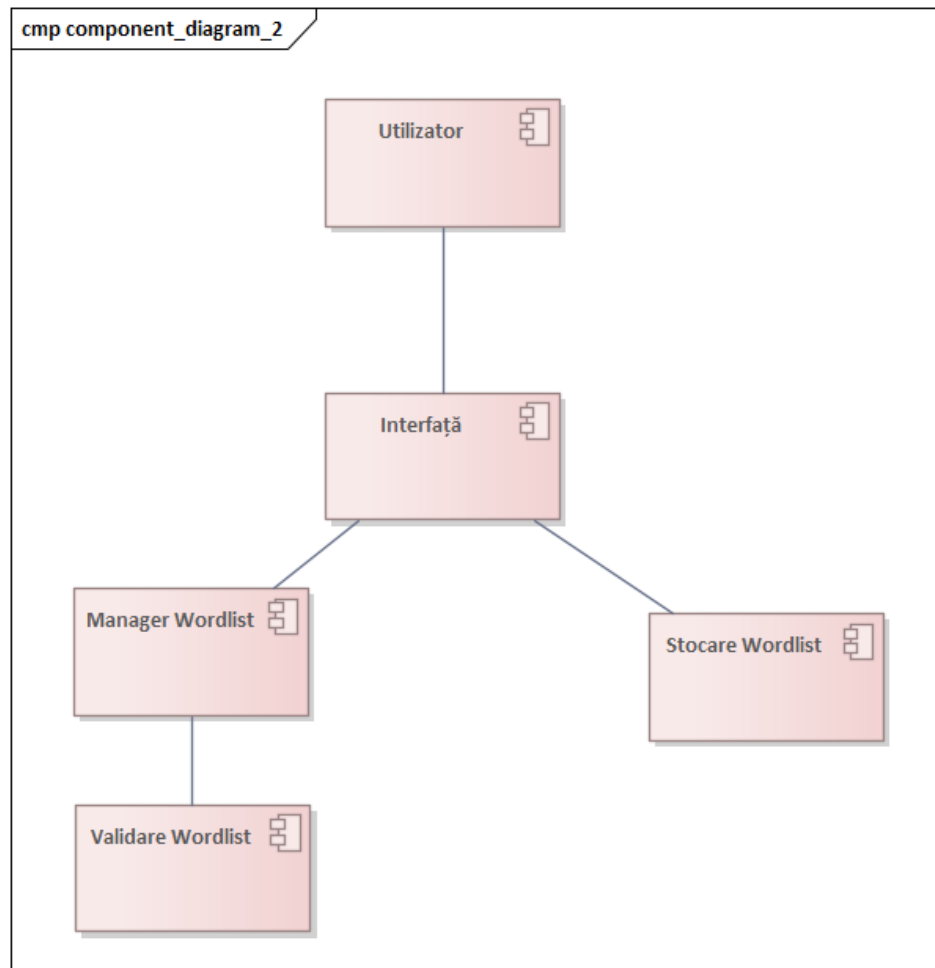 cmp component_diagram_2
Utilizator
Interfață
Manager Wordlist
Stocare Wordlist
Validare Wordlist